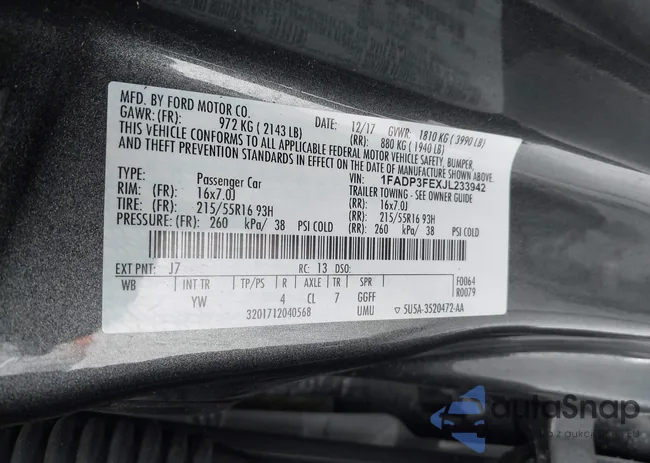 MFD. BY FORD MOTOR CO.
DATE: 12/17 GVWR: 1810 KG ( 3990 LB)
GAWR: (FR): 972 KG ( 2143 LB) (RR): 880 KG ( 1940 LB)
THIS VEHICLE CONFORMS TO ALL APPLICABLE FEDERAL MOTOR VEHICLE SAFETY, BUMPER,
AND THEFT PREVENTION STANDARDS IN EFFECT ON THE DATE OF MANUFACTURE SHOWN ABOVE.
VIN: 1FADP3FEXJL233942
TYPE: Passenger Car TRAILER TOWING - SEE OWNER GUIDE
RIM: (FR): 16x7.0J (RR): 16x7.0J
TIRE: (FR): 215/55R16 93H (RR): 215/55R16 93H
PRESSURE: (FR): 260 kPa/ 38 PSI COLD (RR): 260 kPa/ 38 PSI COLD
EXT PNT: J7 RC: 13 DSO: F0064
WB INT TR TP/PS R AXLE TR SPR R0079
YW 4 CL 7 GGFF
3201712040568 UMU ▽ 5U5A-3520472-AA
autoSnap